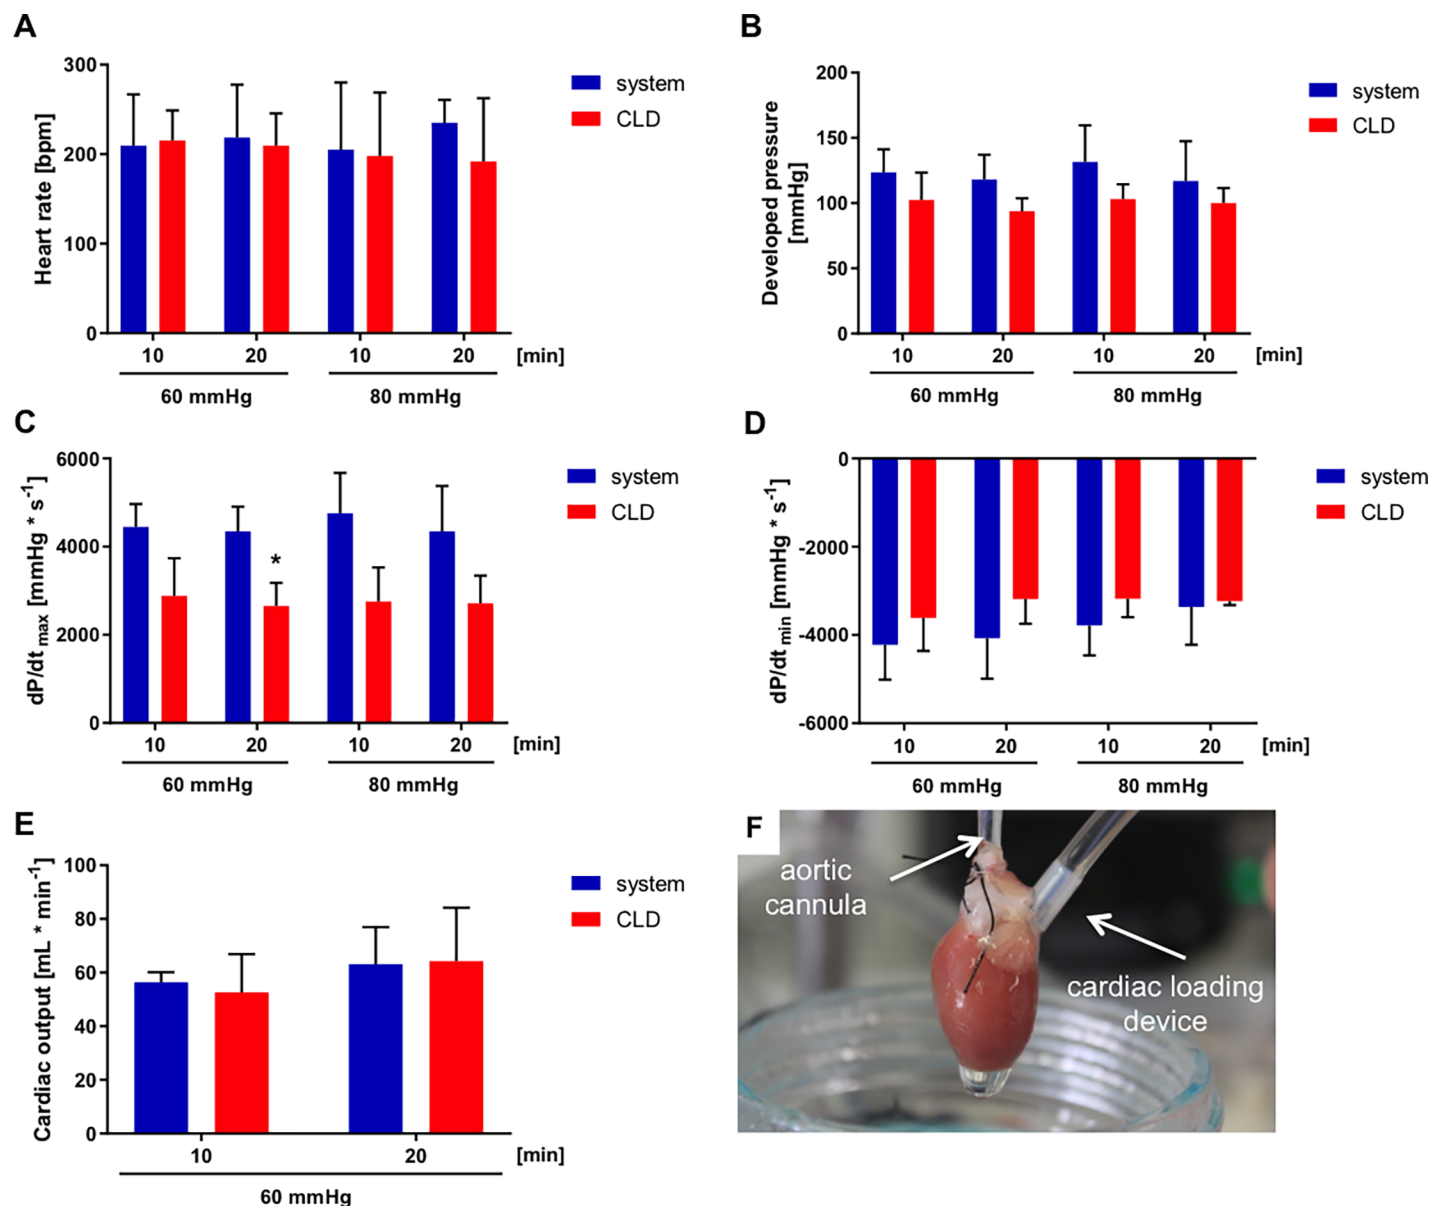 A
Heart rate [bpm]
300
200
100
0
system
CLD
10 20 10 20 [min]
60 mmHg 80 mmHg
B
Developed pressure
[mmHg]
200
150
100
50
0
system
CLD
10 20 10 20 [min]
60 mmHg 80 mmHg
C
dP/dt max [mmHg * s-1]
6000
4000
2000
0
*
system
CLD
10 20 10 20 [min]
60 mmHg 80 mmHg
D
dP/dt min [mmHg * s-1]
0
-2000
-4000
-6000
system
CLD
10 20 10 20 [min]
60 mmHg 80 mmHg
E
Cardiac output [mL * min-1]
100
80
60
40
20
0
system
CLD
10 20 [min]
60 mmHg
F
aortic
cannula
cardiac loading
device